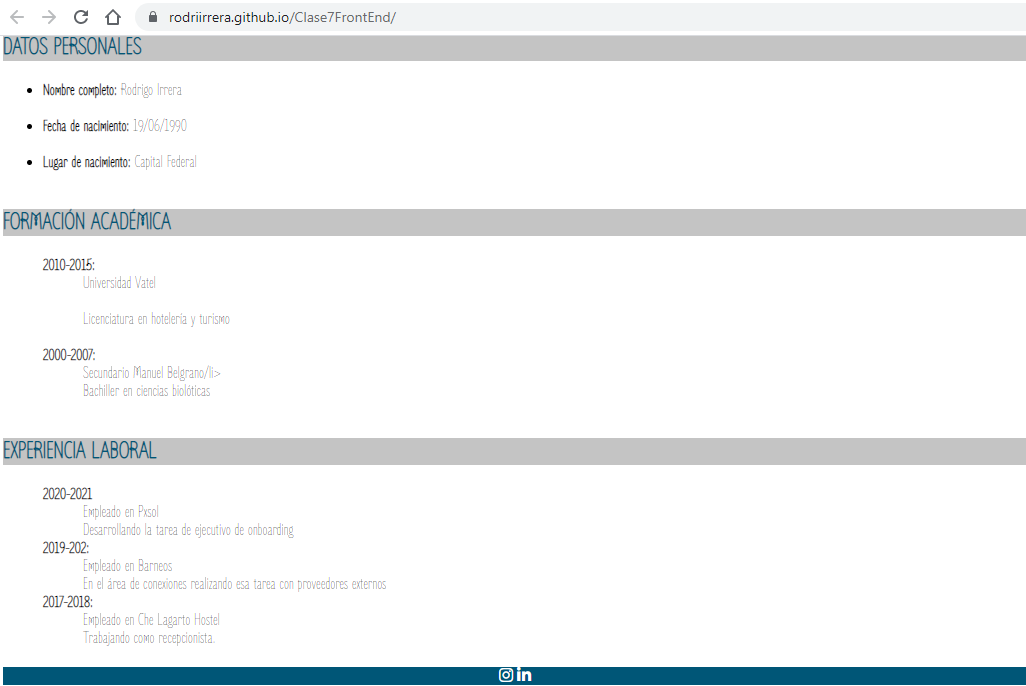 rodriirrera.github.io/Clase7FrontEnd/
DATOS PERSONALES
Nombre completo: Rodrigo Irrera
Fecha de nacimiento: 19/06/1990
Lugar de nacimiento: Capital Federal
FORMACIÓN ACADÉMICA
2010-2015:
Universidad Vatel
Licenciatura en hotelería y turismo
2000-2007:
Secundario Manuel Belgrano/li>
Bachiller en ciencias biolóticas
EXPERIENCIA LABORAL
2020-2021
Empleado en Pxsol
Desarrollando la tarea de ejecutivo de onboarding
2019-202:
Empleado en Barneos
En el área de conexiones realizando esa tarea con proveedores externos
2017-2018:
Empleado en Che Lagarto Hostel
Trabajando como recepcionista.
in